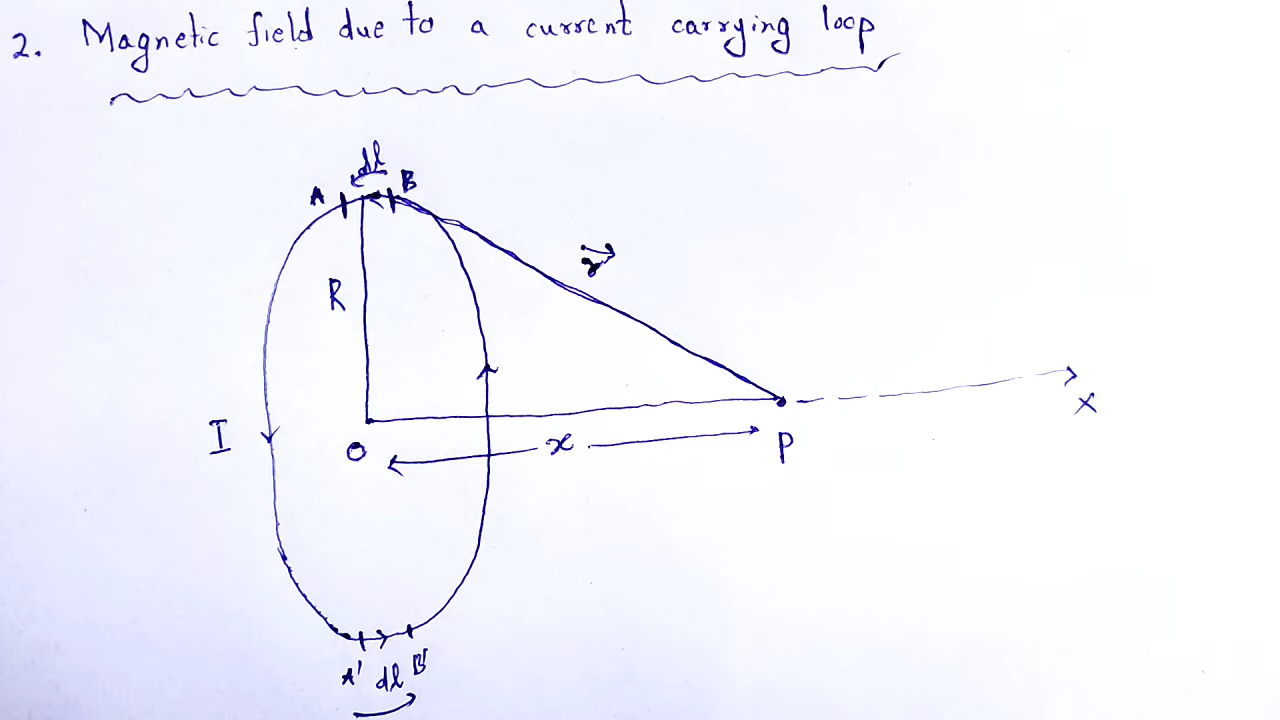 2. Magnetic field due to a current carrying loop
dl
A B
r
R
I
O x P X
A' dl B'